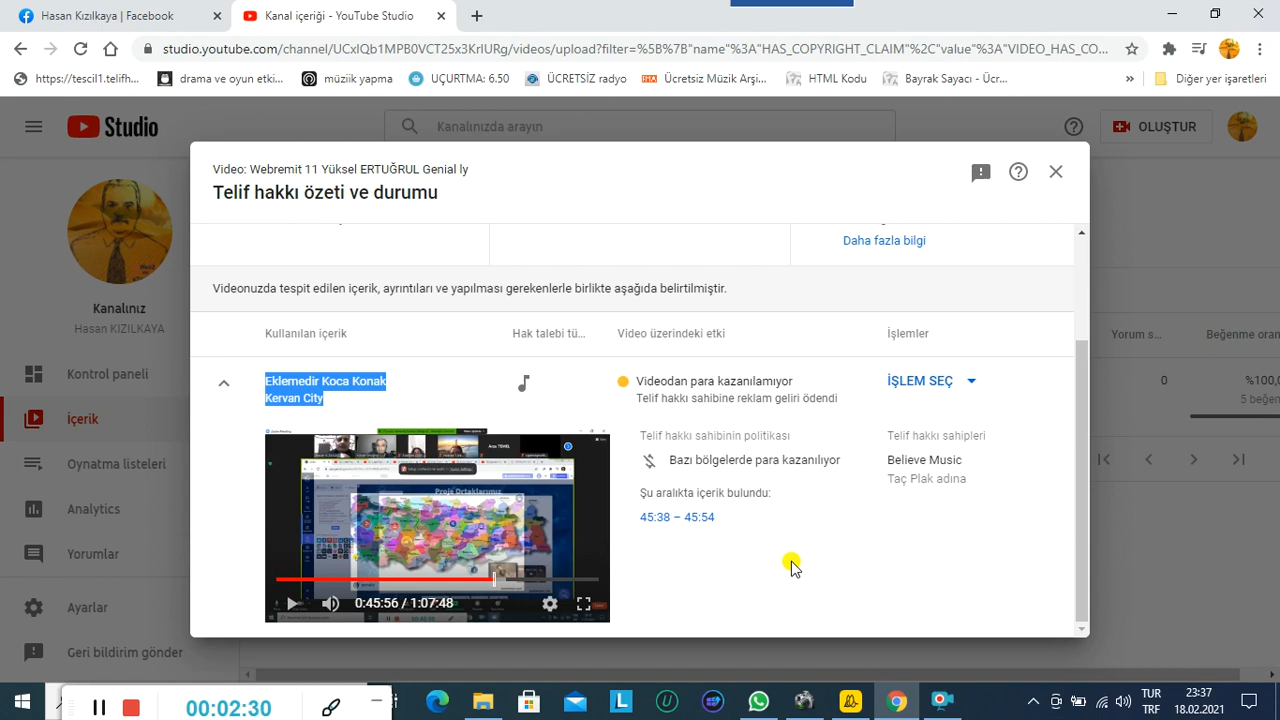 Hasan Kızılkaya | Facebook
Kanal içeriği - YouTube Studio
studio.youtube.com/channel/UCxIQb1MPB0VCT25x3KrIURg/videos/upload?filter=%5B%7B"name"%3A"HAS_COPYRIGHT_CLAIM"%2C"value"%3A"VIDEO_HAS_CO...
https://tescil1.telifh...
drama ve oyun etki...
müziik yapma
UÇURTMA: 6.50
ÜCRETSİZ radyo
Ücretsiz Müzik Arşi...
HTML Kodu
Bayrak Sayacı - Ücr...
»
Diğer yer işaretleri
Studio
Kanalınızda arayın
OLUŞTUR
Video: Webremit 11 Yüksel ERTUĞRUL Genial ly
Telif hakkı özeti ve durumu
Daha fazla bilgi
Videonuzda tespit edilen içerik, ayrıntıları ve yapılması gerekenlerle birlikte aşağıda belirtilmiştir.
Kullanılan içerik
Hak talebi tü...
Video üzerindeki etki
İşlemler
Eklemedir Koca Konak
Kervan City
Videodan para kazanılamıyor
Telif hakkı sahibine reklam geliri ödendi
İŞLEM SEÇ
Telif hakkı sahibinin politikası
Bazı bölgelerde para kazanılıyor
Telif hakkı sahipleri
Believe Music
Taç Plak adına
Şu aralıkta içerik bulundu:
45:38 – 45:54
Proje Ortaklarımız
0:45:56 / 1:07:48
Kanalınız
Hasan KIZILKAYA
Kontrol paneli
İçerik
Oynatma listeleri
Analytics
Yorumlar
Ayarlar
Geri bildirim gönder
Yorum s...
Beğenme oran
0
%100,
5 beğen
00:02:30
TUR
TRF
23:37
18.02.2021